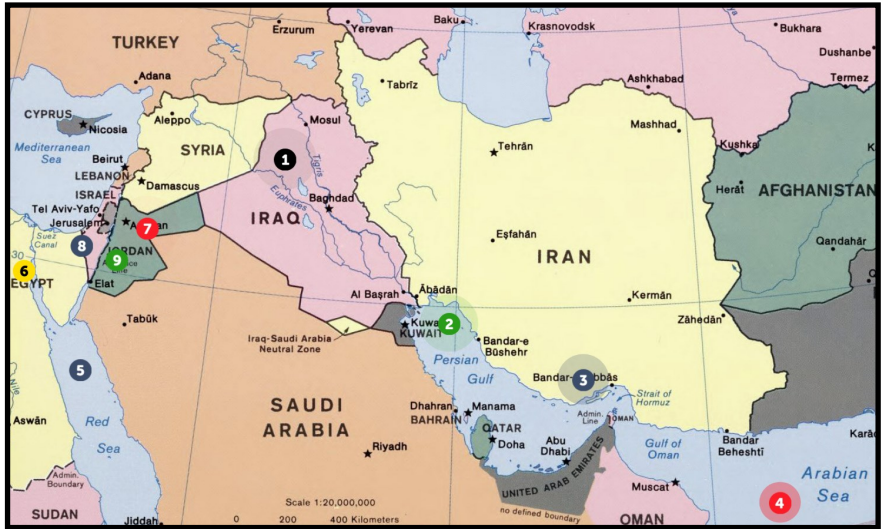 Baku
Krasnovodsk
Bukhara
Erzurum
Yerevan
TURKEY
Dushanbe
Adana
Tabrīz
Ashkhabad
Termez
CYPRUS
Nicosia
Aleppo
Mosul
Mashhad
Kushka
Mediterranean
Sea
Beirut
LEBANON
SYRIA
1
Tigris
Tehrān
Herāt
AFGHANISTAN
ISRAEL
Damascus
Euphrates
Baghdad
Tel Aviv-Yafo
Jerusalem
7
IRAQ
Eşfahān
IRAN
Qandahār
Suez
Canal
8
JORDAN
9
30
6
EGYPT
Elat
Al Başrah
Ābādān
Kermān
Zāhedān
Tabūk
KUWAIT
2
Iraq-Saudi Arabia
Neutral Zone
Bandar-e
Būshehr
5
Persian
Gulf
3
Strait of
Hormuz
Nile
Aswān
Red
Sea
SAUDI
ARABIA
Dhahran
Manama
BAHRAIN
QATAR
Doha
Abu
Dhabi
Admin.
Line
OMAN
Gulf of
Oman
Bandar
Beheshtī
Riyadh
UNITED ARAB EMIRATES
Muscat
Arabian
Sea
4
Admin.
Boundary
SUDAN
Jiddah
Scale 1:20,000,000
0 200 400 Kilometers
no defined boundary
OMAN